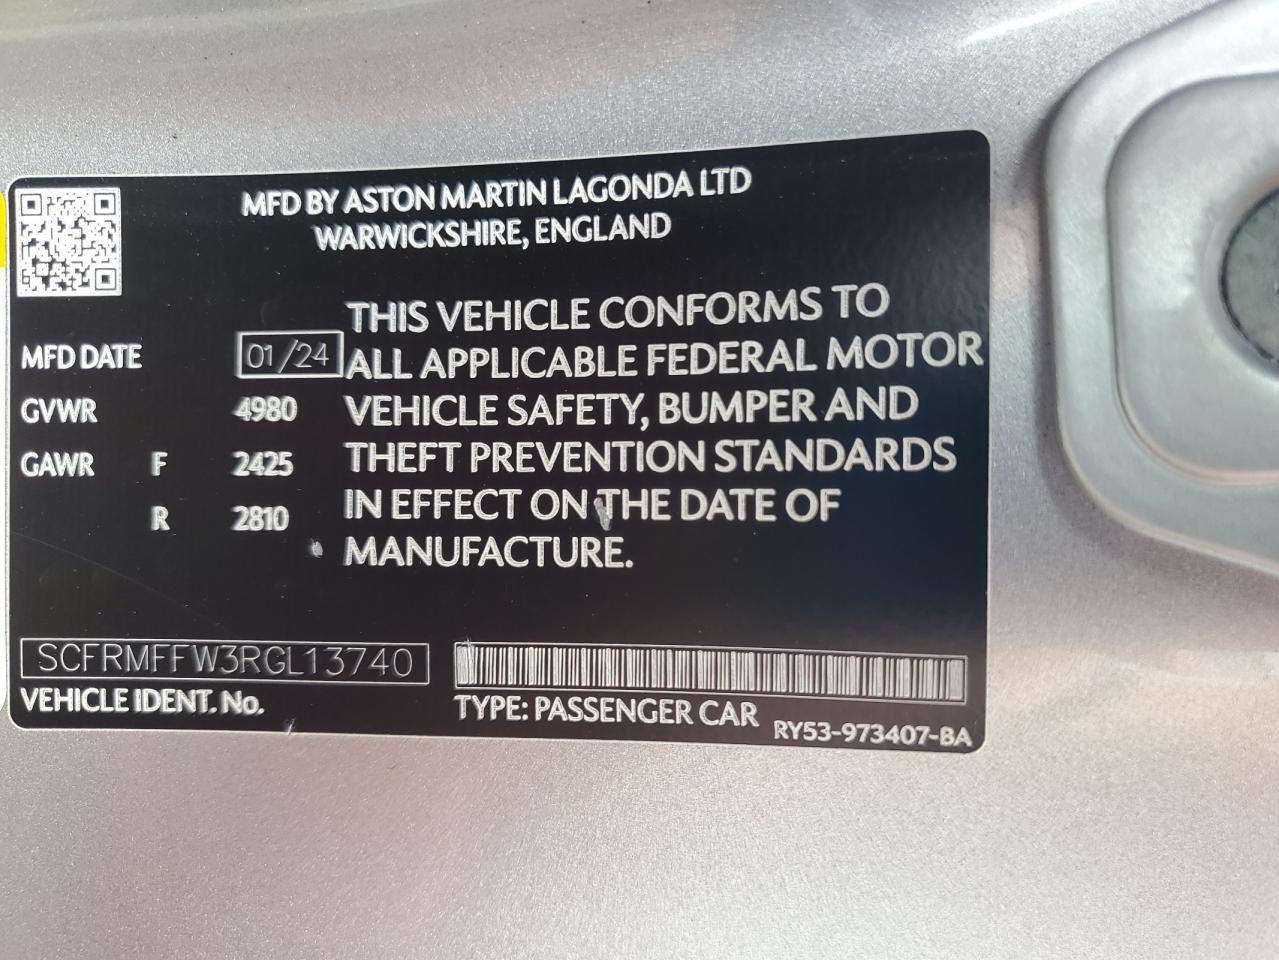 MFD BY ASTON MARTIN LAGONDA LTD
WARWICKSHIRE, ENGLAND
MFD DATE 01/24
GVWR 4980
GAWR F 2425
R 2810
THIS VEHICLE CONFORMS TO
ALL APPLICABLE FEDERAL MOTOR
VEHICLE SAFETY, BUMPER AND
THEFT PREVENTION STANDARDS
IN EFFECT ON THE DATE OF
MANUFACTURE.
SCFRMFFW3RGL13740
VEHICLE IDENT. No.
TYPE: PASSENGER CAR
RY53-973407-BA